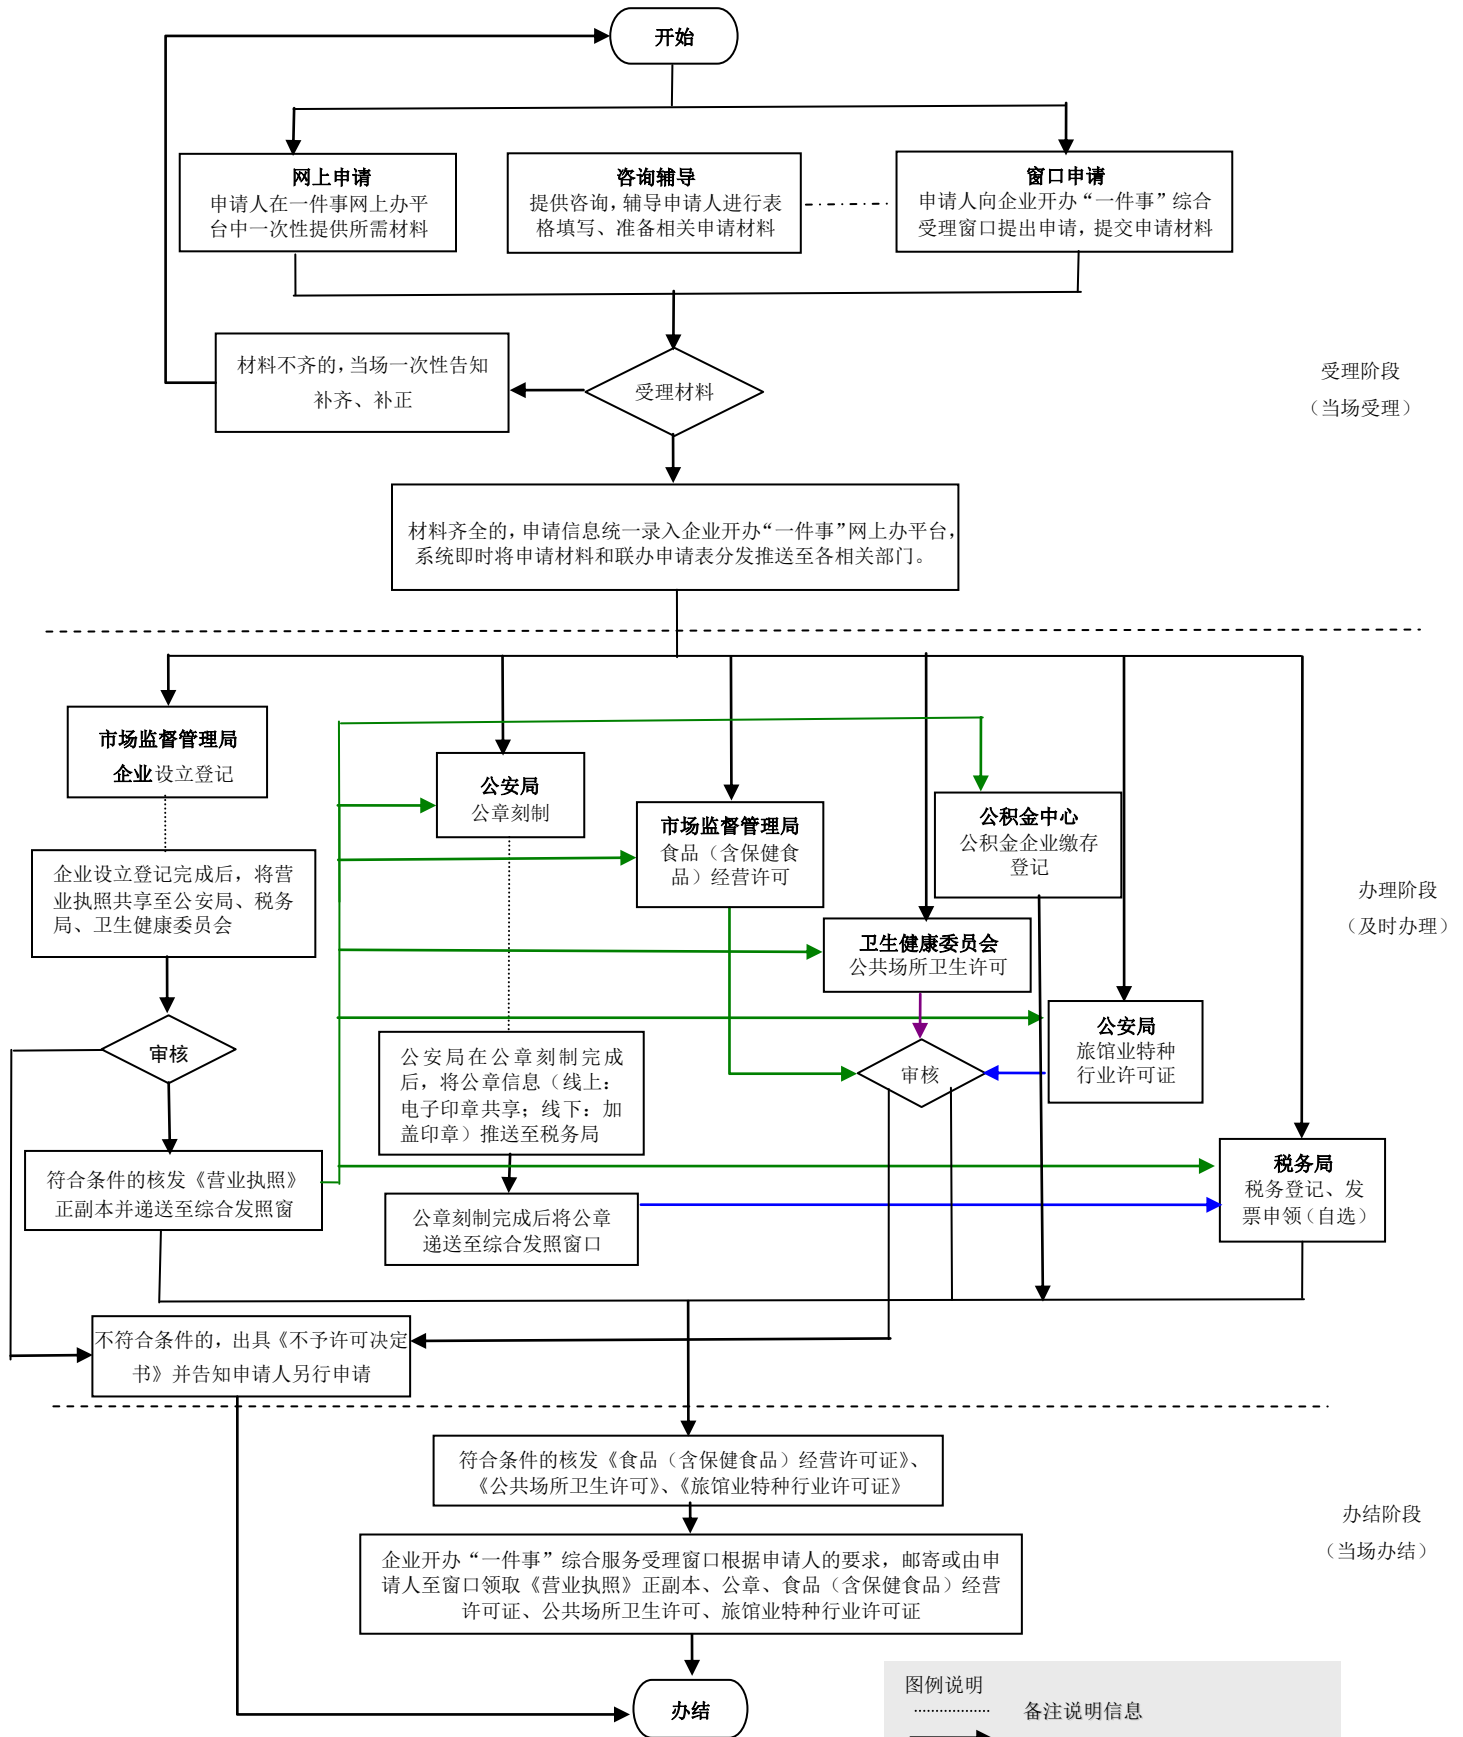 开始
网上申请
申请人在一件事网上办平
台中一次性提供所需材料
咨询辅导
提供咨询，辅导申请人进行表
格填写、准备相关申请材料
窗口申请
申请人向企业开办“一件事”综合
受理窗口提出申请，提交申请材料
材料不齐的，当场一次性告知
补齐、补正
受理材料
受理阶段
（当场受理）
材料齐全的，申请信息统一录入企业开办“一件事”网上办平台，
系统即时将申请材料和联办申请表分发推送至各相关部门。
市场监督管理局
企业设立登记
公安局
公章刻制
市场监督管理局
食品（含保健食
品）经营许可
公积金中心
公积金企业缴存
登记
企业设立登记完成后，将营
业执照共享至公安局、税务
局、卫生健康委员会
卫生健康委员会
公共场所卫生许可
办理阶段
（及时办理）
公安局
旅馆业特种
行业许可证
审核
公安局在公章刻制完成
后，将公章信息（线上：
电子印章共享；线下：加
盖印章）推送至税务局
审核
符合条件的核发《营业执照》
正副本并递送至综合发照窗
公章刻制完成后将公章
递送至综合发照窗口
税务局
税务登记、发
票申领（自选）
不符合条件的，出具《不予许可决定
书》并告知申请人另行申请
符合条件的核发《食品（含保健食品）经营许可证》、
《公共场所卫生许可》、《旅馆业特种行业许可证》
办结阶段
（当场办结）
企业开办“一件事”综合服务受理窗口根据申请人的要求，邮寄或由申
请人至窗口领取《营业执照》正副本、公章、食品（含保健食品）经营
许可证、公共场所卫生许可、旅馆业特种行业许可证
办结
图例说明
备注说明信息